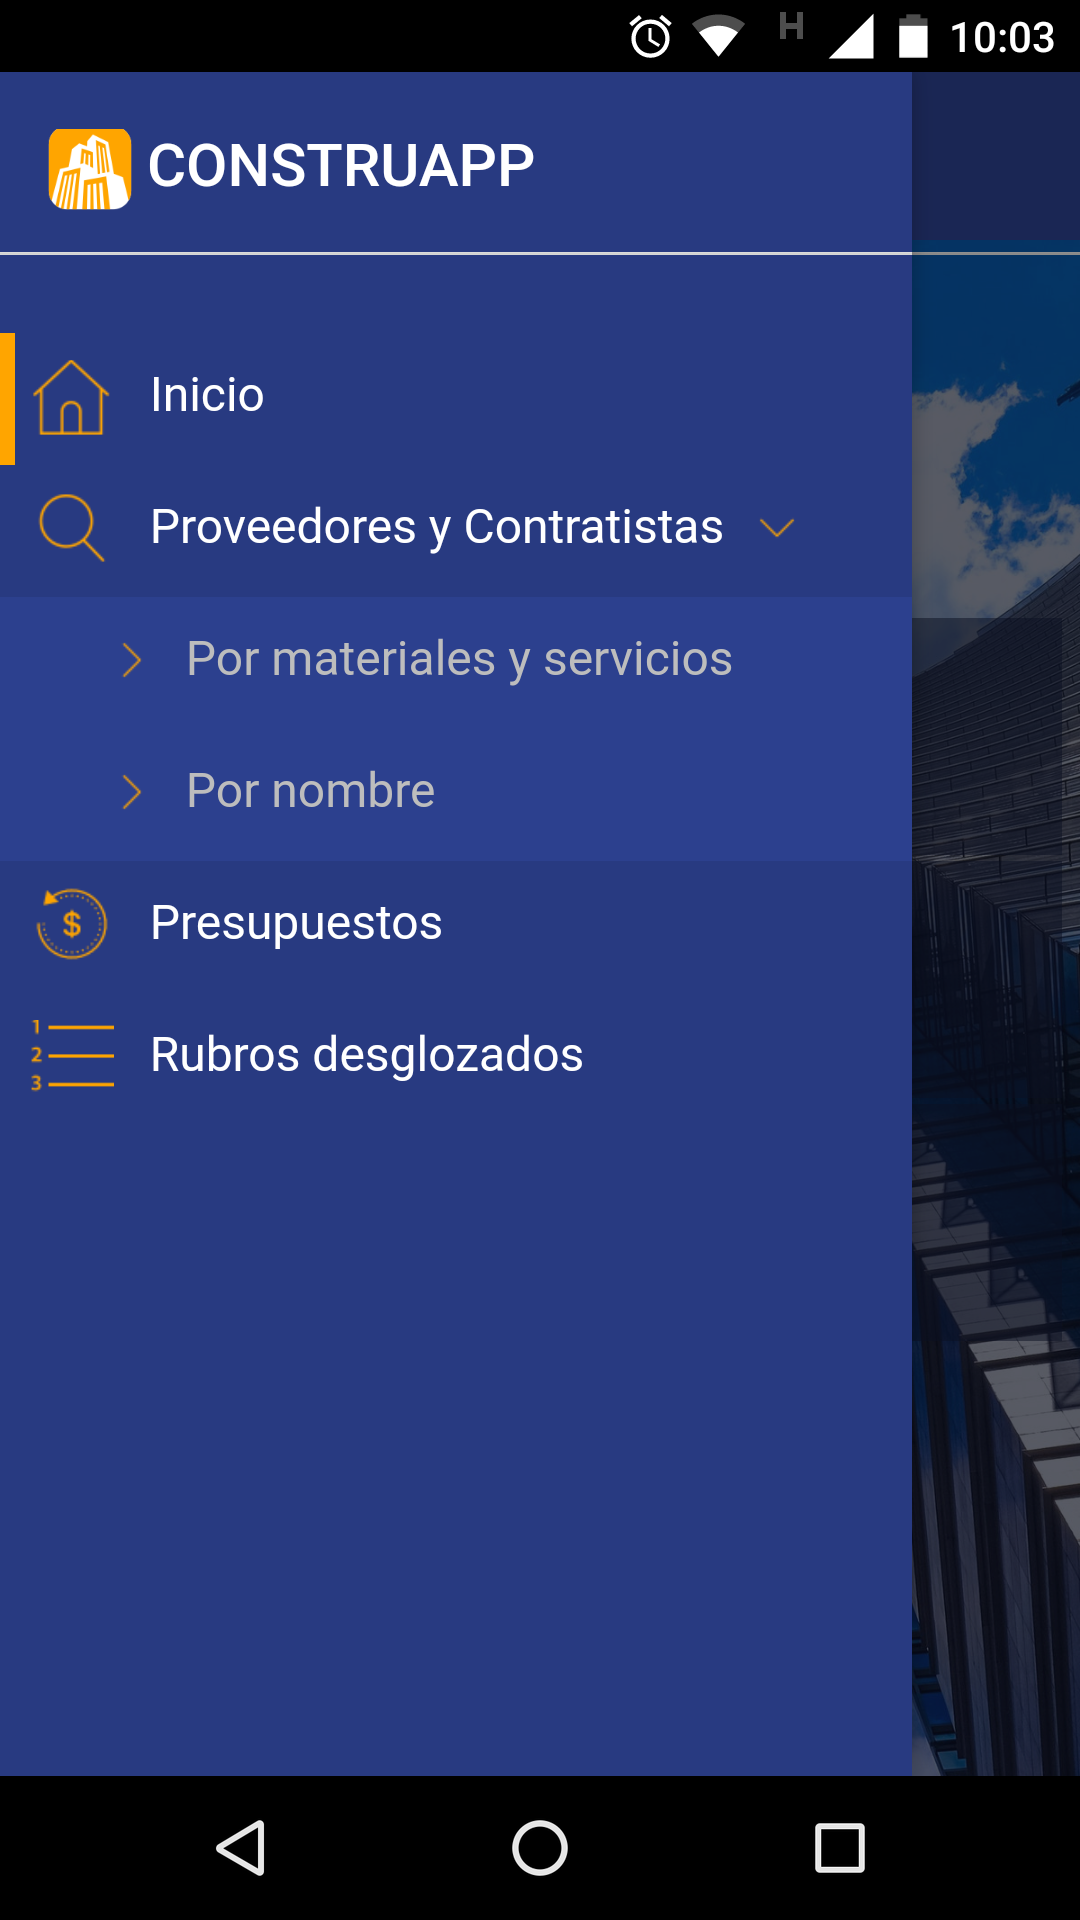 H 10:03
CONSTRUAPP
Inicio
Proveedores y Contratistas
Por materiales y servicios
Por nombre
$ Presupuestos
1
2
3
Rubros desglozados